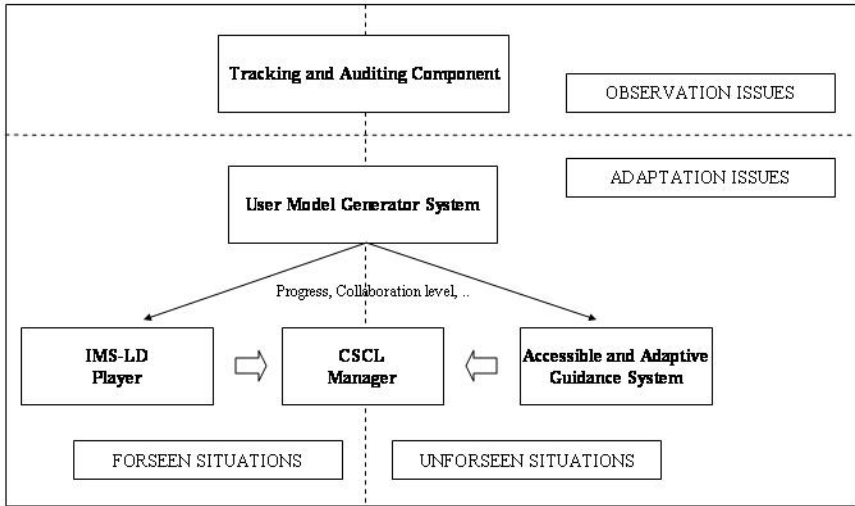 Tracking and Auditing Component
OBSERVATION ISSUES
ADAPTATION ISSUES
User Model Generator System
Progress, Collaboration level, ..
IMS-LD
Player
CSCL
Manager
Accessible and Adaptive
Guidance System
FORSEEN SITUATIONS
UNFORSEEN SITUATIONS